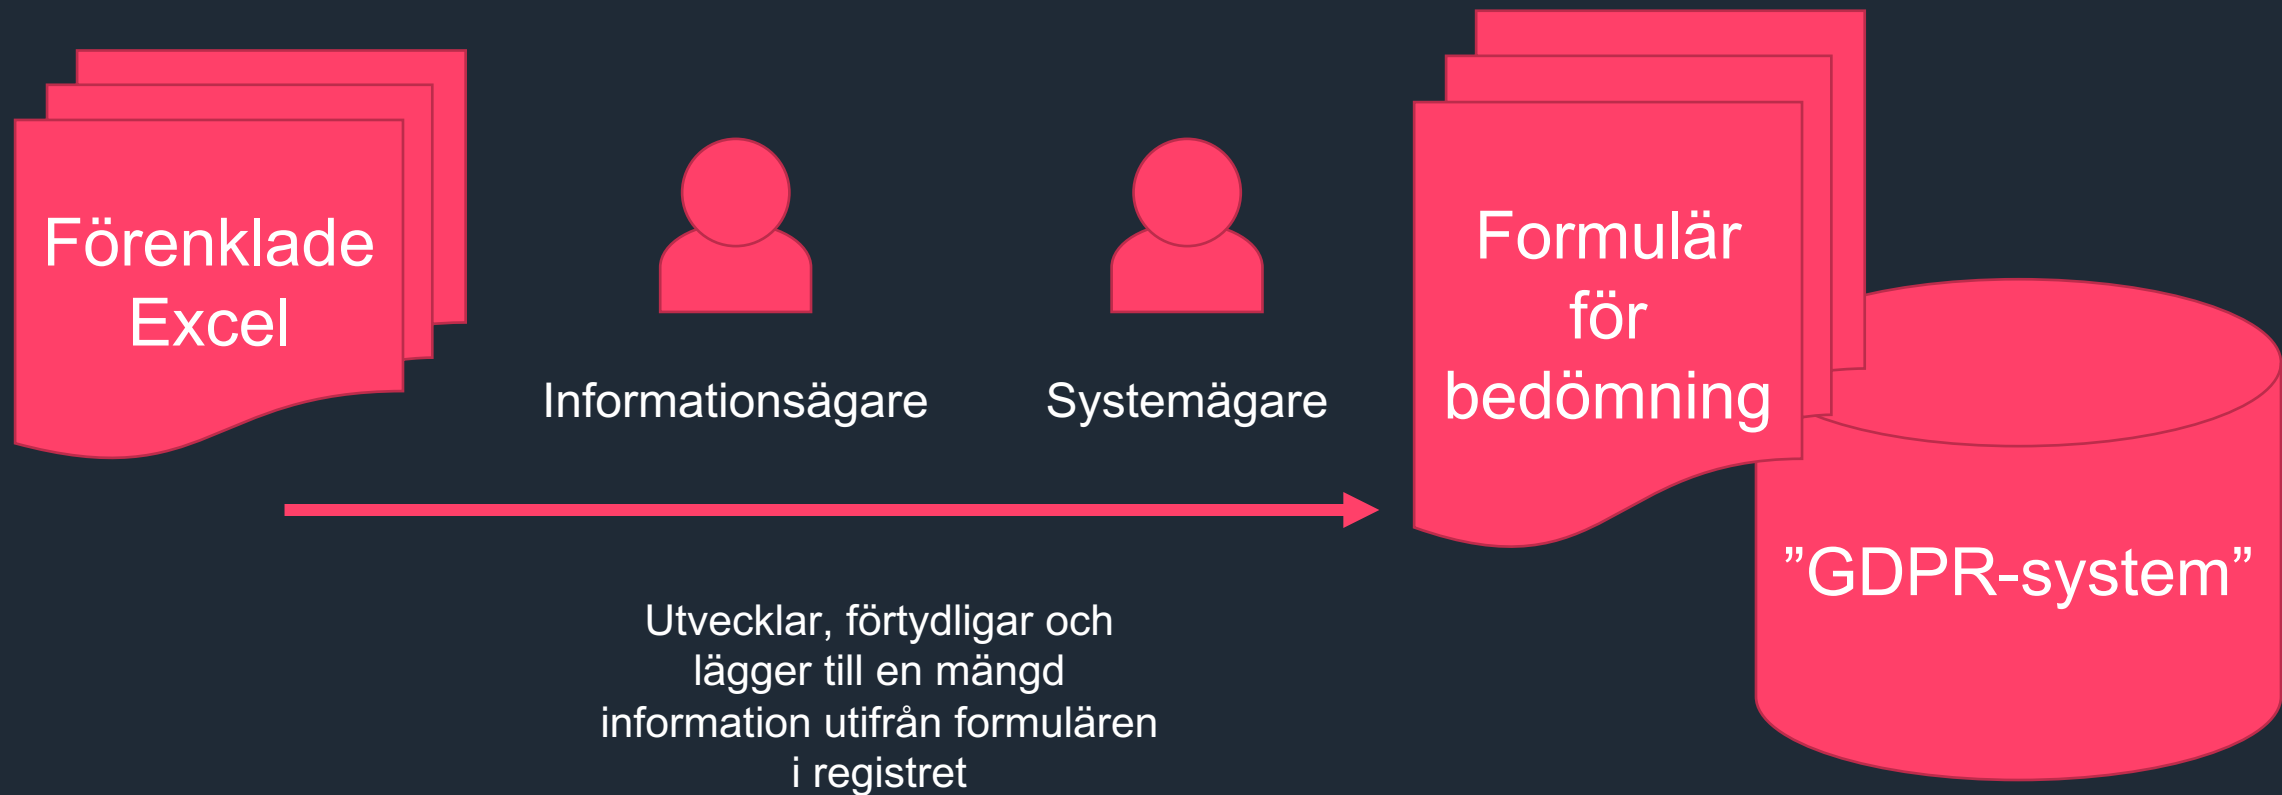 Förenklade
Excel
Informationsägare
Systemägare
Formulär
för
bedömning
”GDPR-system”
Utvecklar, förtydligar och
lägger till en mängd
information utifrån formulären
i registret